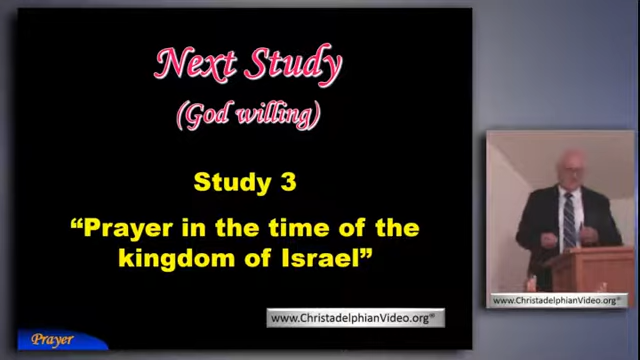 Next Study
(God willing)
Study 3
“Prayer in the time of the
kingdom of Israel”
www.ChristadelphianVideo.org®
www.ChristadelphianVideo.org®
Prayer